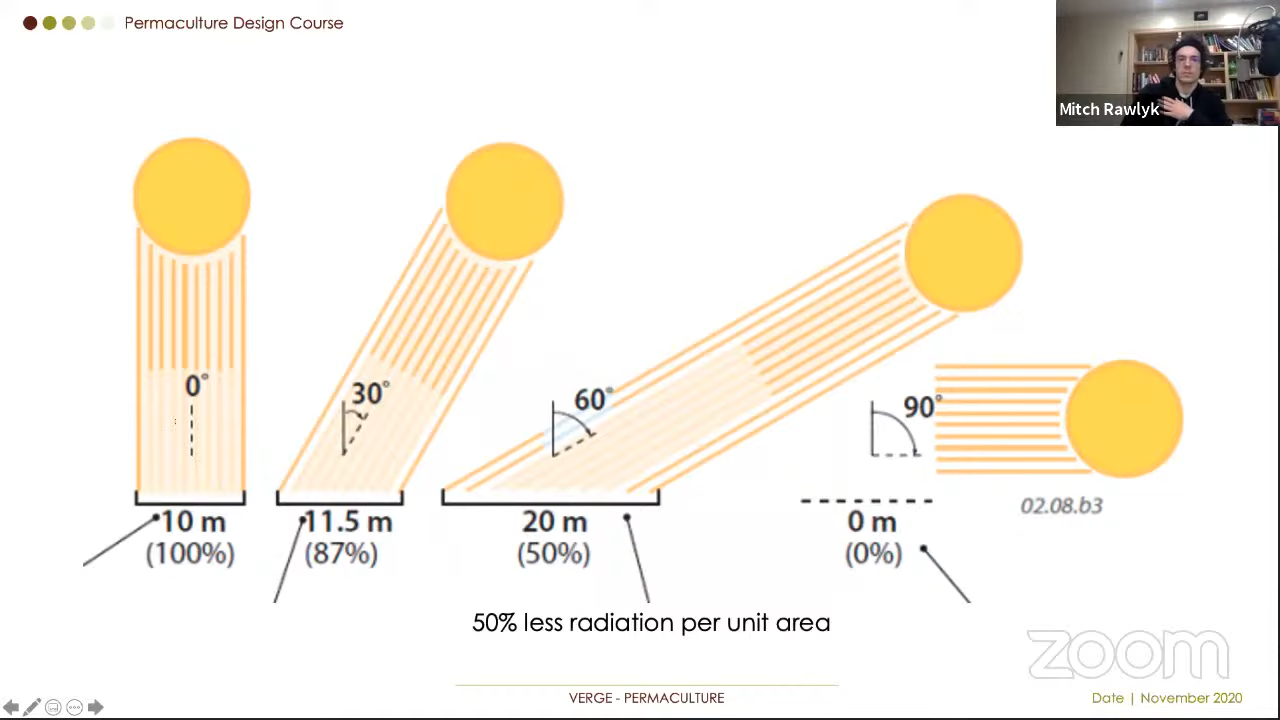 Permaculture Design Course
Mitch Rawlyk
0°
30°
60°
90°
10 m
(100%)
11.5 m
(87%)
20 m
(50%)
0 m
(0%)
02.08.b3
50% less radiation per unit area
zoom
VERGE - PERMACULTURE
Date | November 2020